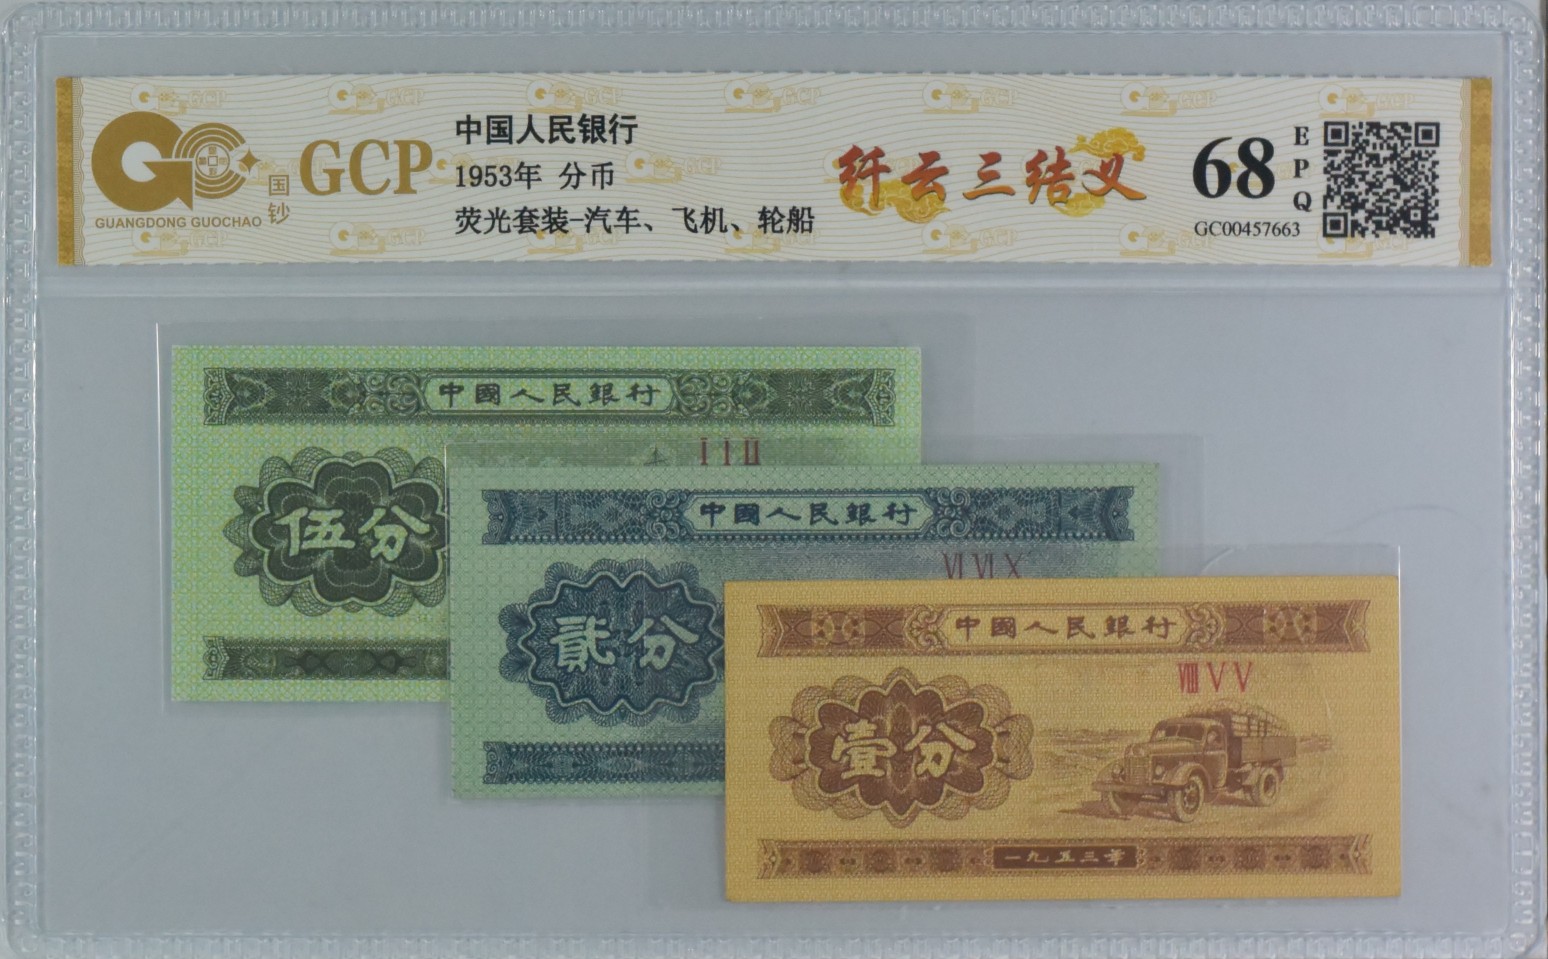 GCP
国钞
GUANGDONG GUOCHAO
中国人民银行
1953年 分币
荧光套装-汽车、飞机、轮船
纤云三结义
68
EPQ
GC00457663
中國人民銀行
I I II
伍分
中國人民銀行
VI VI X
貳分
中國人民銀行
VIII V V
壹分
一九五三年